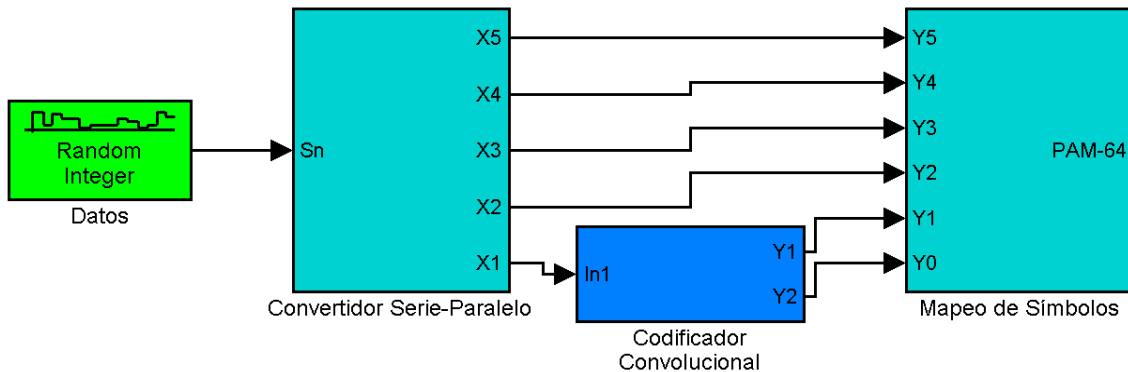 Random
Integer
Datos
Sn
X5
X4
X3
X2
X1
Convertidor Serie-Paralelo
In1
Y1
Y2
Codificador
Convolucional
Y5
Y4
Y3
Y2
Y1
Y0
PAM-64
Mapeo de Símbolos